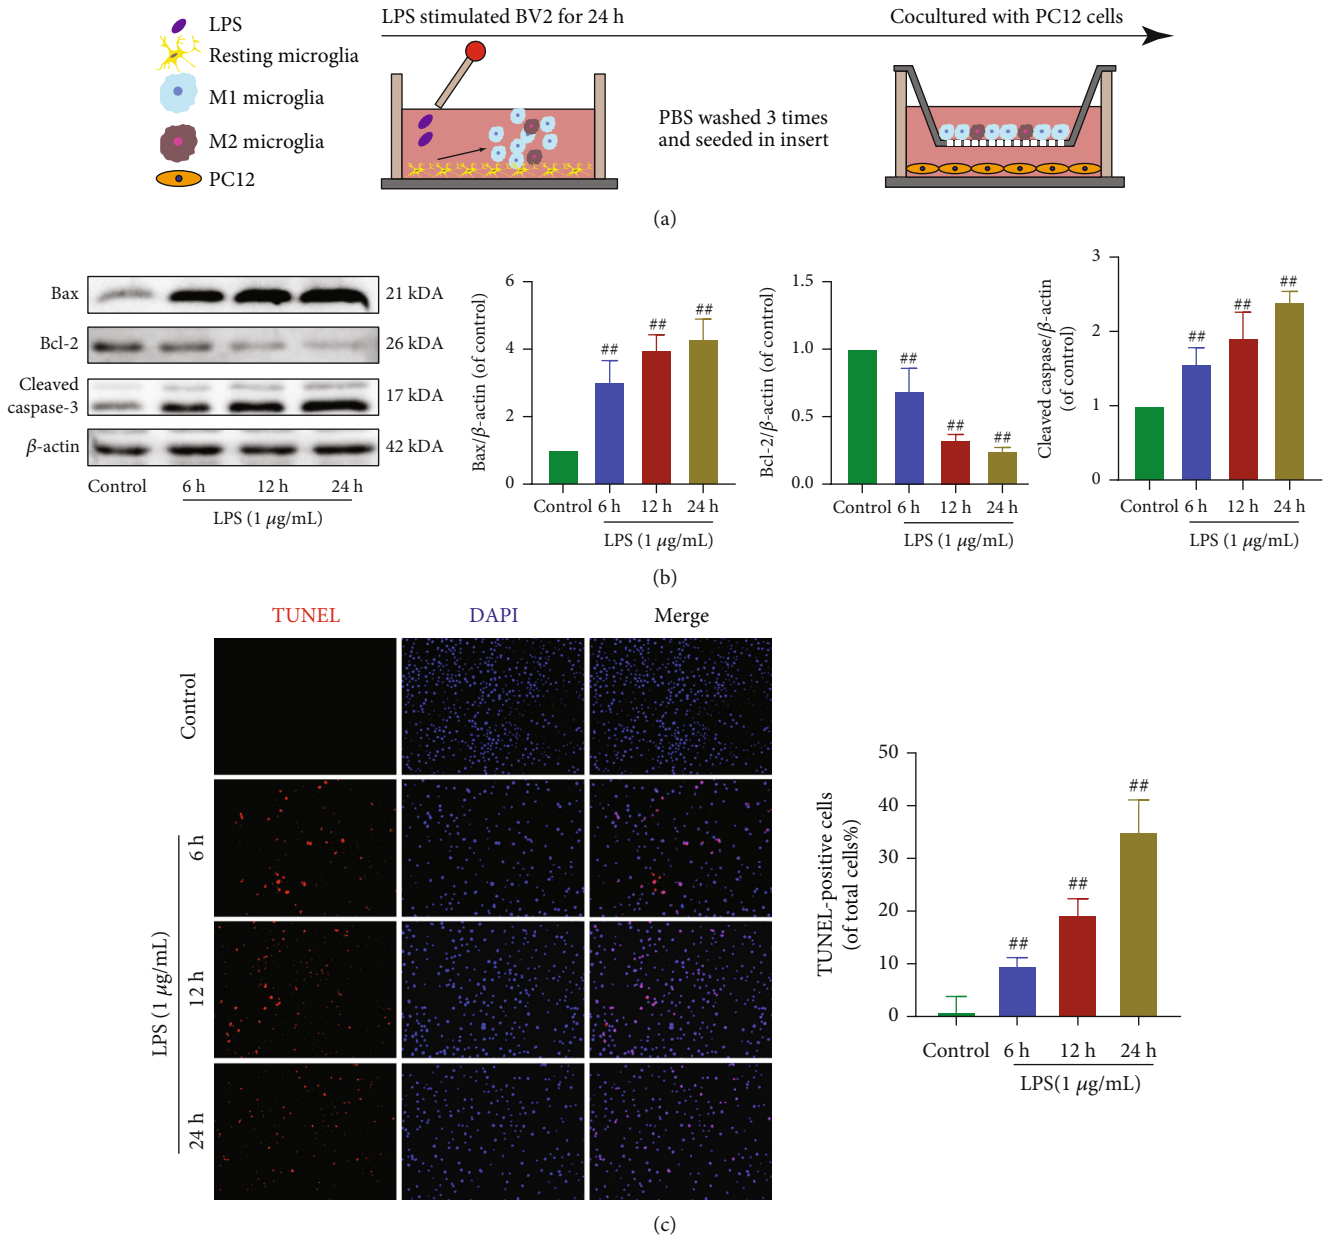 LPS
Resting microglia
M1 microglia
M2 microglia
PC12
LPS stimulated BV2 for 24 h
Cocultured with PC12 cells
PBS washed 3 times
and seeded in insert
(a)
Bax
21 kDA
Bcl-2
26 kDA
Cleaved
caspase-3
17 kDA
β-actin
42 kDA
Control
6 h
12 h
24 h
LPS (1 μg/mL)
Bax/β-actin (of control)
6
4
2
0
##
##
##
Control
6 h
12 h
24 h
LPS (1 μg/mL)
Bcl-2/β-actin (of control)
1.5
1.0
0.5
0.0
##
##
##
Control
6 h
12 h
24 h
LPS (1 μg/mL)
Cleaved caspase/β-actin
(of control)
3
2
1
0
##
##
##
Control
6 h
12 h
24 h
LPS (1 μg/mL)
(b)
TUNEL
DAPI
Merge
Control
6 h
12 h
24 h
LPS (1 μg/mL)
TUNEL-positive cells
(of total cells%)
50
40
30
20
10
0
##
##
##
Control
6 h
12 h
24 h
LPS(1 μg/mL)
(c)